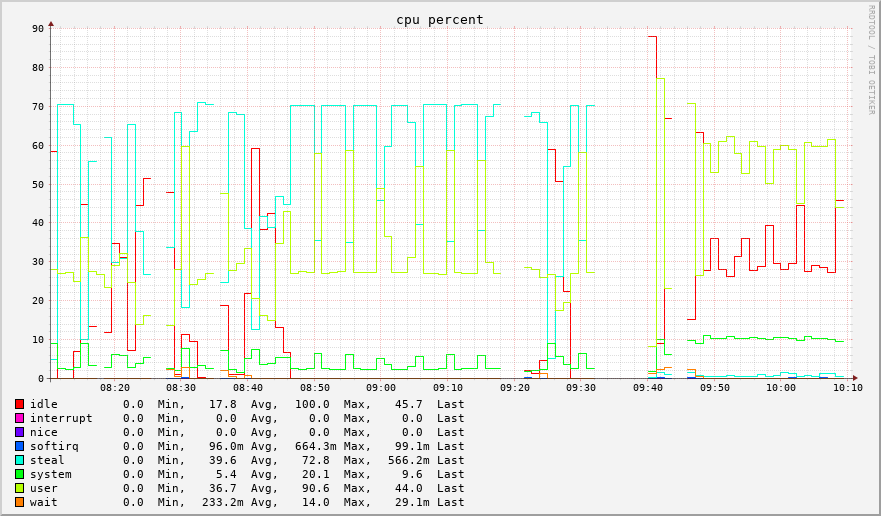 cpu percent
RRDTOOL / TOBI OETIKER
90
80
70
60
50
40
30
20
10
0
08:20 08:30 08:40 08:50 09:00 09:10 09:20 09:30 09:40 09:50 10:00 10:10
idle 0.0 Min, 17.8 Avg, 100.0 Max, 45.7 Last
interrupt 0.0 Min, 0.0 Avg, 0.0 Max, 0.0 Last
nice 0.0 Min, 0.0 Avg, 0.0 Max, 0.0 Last
softirq 0.0 Min, 96.0m Avg, 664.3m Max, 99.1m Last
steal 0.0 Min, 39.6 Avg, 72.8 Max, 566.2m Last
system 0.0 Min, 5.4 Avg, 20.1 Max, 9.6 Last
user 0.0 Min, 36.7 Avg, 90.6 Max, 44.0 Last
wait 0.0 Min, 233.2m Avg, 14.0 Max, 29.1m Last